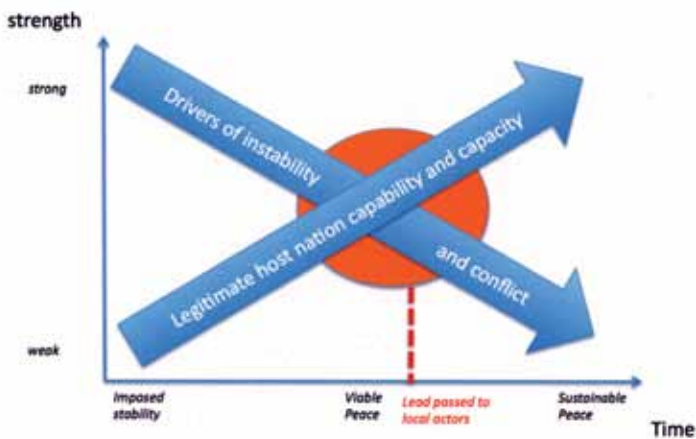 strength
strong
Drivers of instability
and conflict
Legitimate host nation capability and capacity
weak
Imposed
stability
Viable
Peace
Lead passed to
local actors
Sustainable
Peace
Time